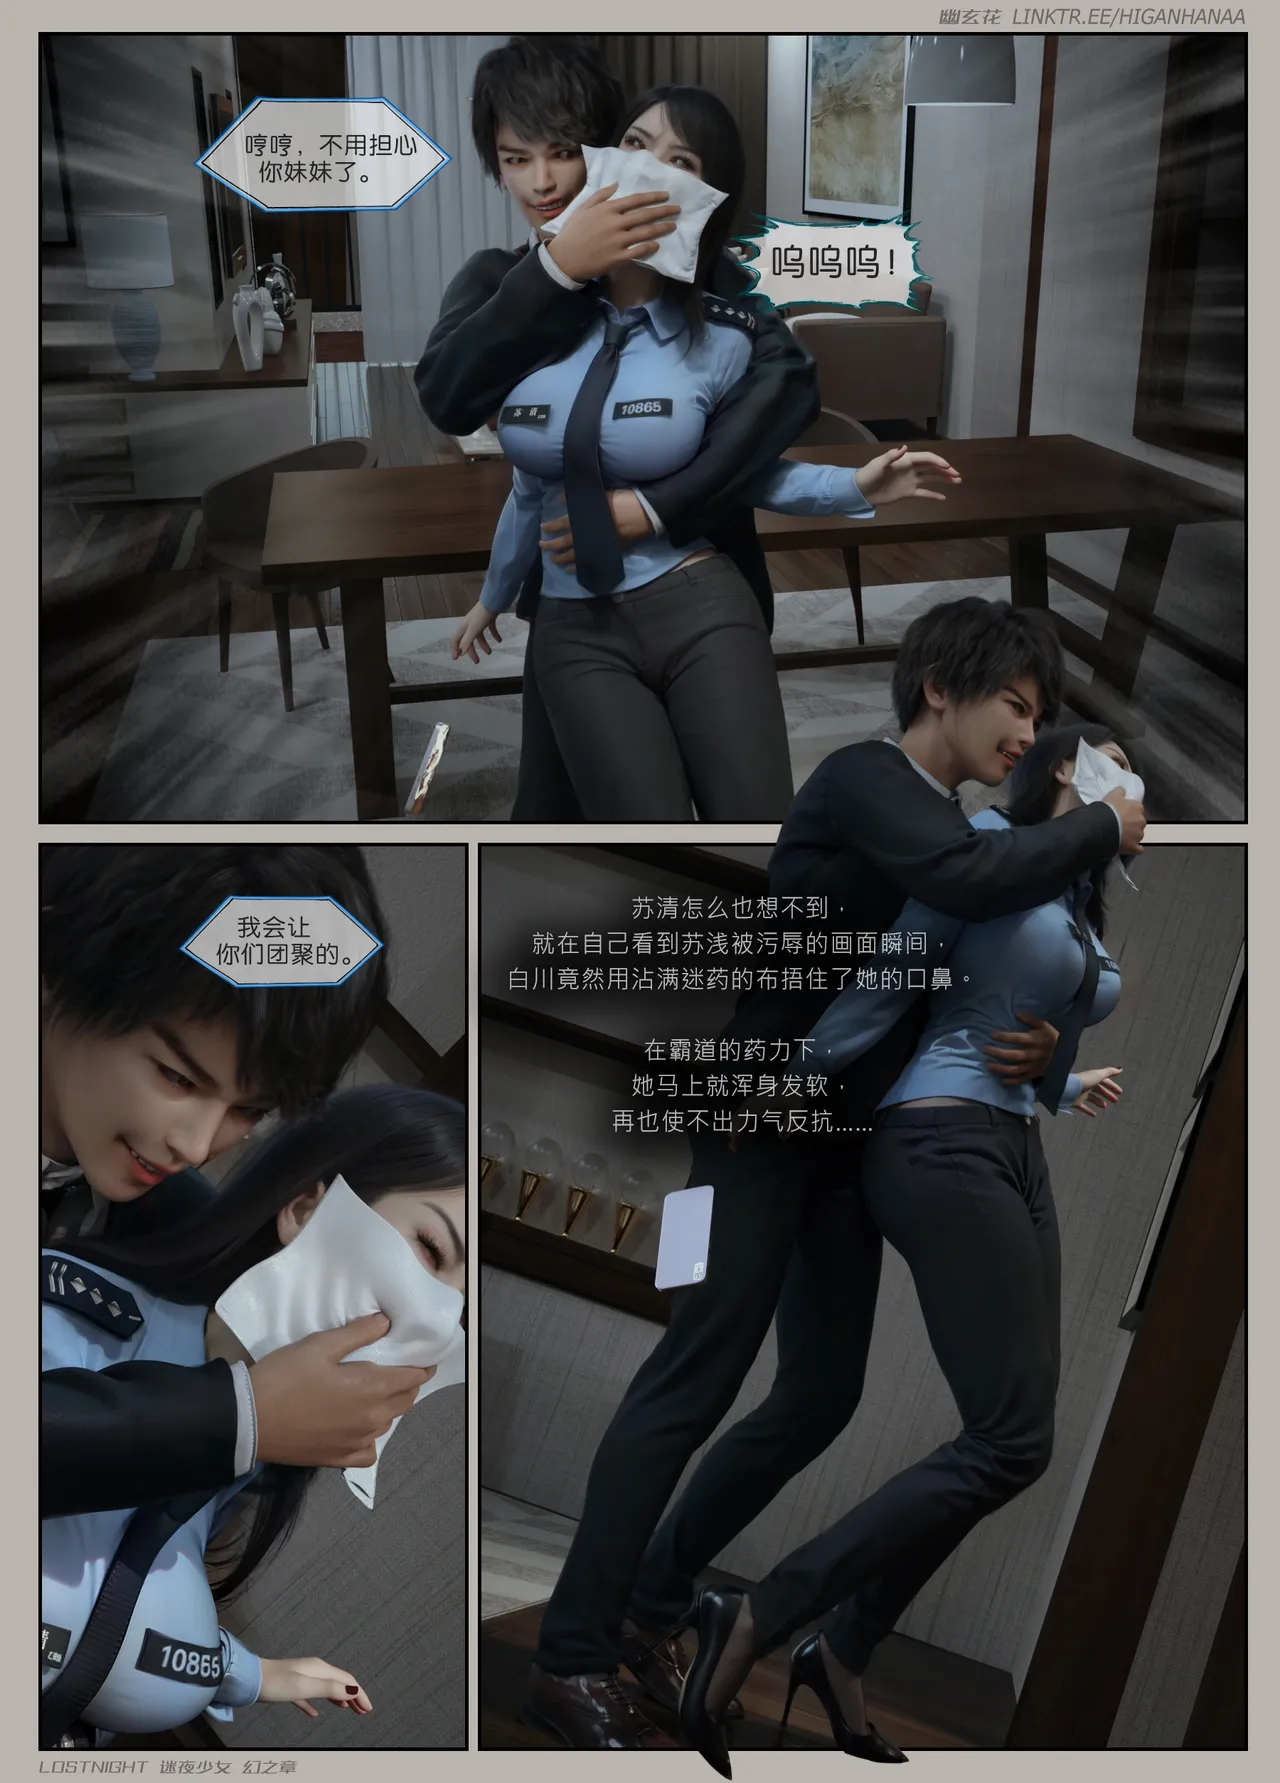 幽玄花 LINKTR.EE/HIGANHANAA
哼哼，不用担心
你妹妹了。
呜呜呜！
苏清
10865
我会让
你们团聚的。
10865
苏清怎么也想不到，
就在自己看到苏浅被污辱的画面瞬间，
白川竟然用沾满迷药的布捂住了她的口鼻。
在霸道的药力下，
她马上就浑身发软，
再也使不出力气反抗……
LOSTNIGHT 迷夜少女 幻之章